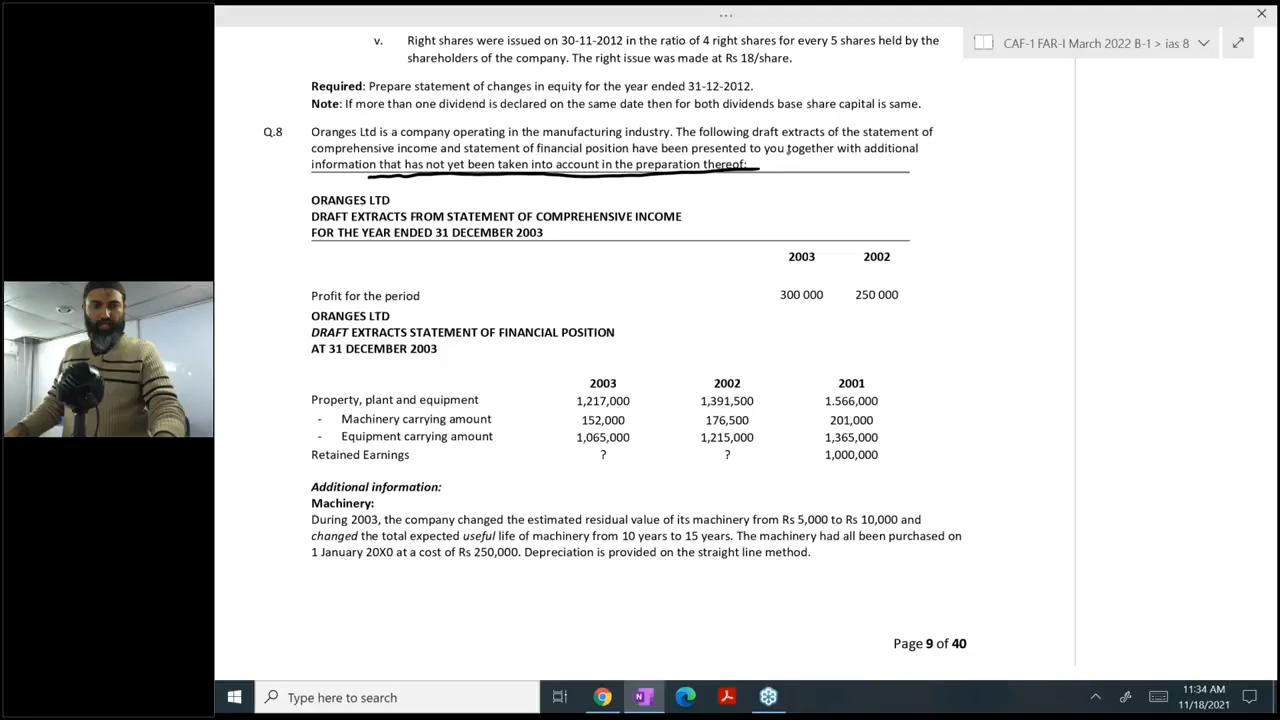 ...
CAF-1 FAR-I March 2022 B-1 > ias 8
v. Right shares were issued on 30-11-2012 in the ratio of 4 right shares for every 5 shares held by the
shareholders of the company. The right issue was made at Rs 18/share.
Required: Prepare statement of changes in equity for the year ended 31-12-2012.
Note: If more than one dividend is declared on the same date then for both dividends base share capital is same.
Q.8 Oranges Ltd is a company operating in the manufacturing industry. The following draft extracts of the statement of
comprehensive income and statement of financial position have been presented to you together with additional
information that has not yet been taken into account in the preparation thereof:
ORANGES LTD
DRAFT EXTRACTS FROM STATEMENT OF COMPREHENSIVE INCOME
FOR THE YEAR ENDED 31 DECEMBER 2003
2003 2002
Profit for the period 300 000 250 000
ORANGES LTD
DRAFT EXTRACTS STATEMENT OF FINANCIAL POSITION
AT 31 DECEMBER 2003
2003 2002 2001
Property, plant and equipment 1,217,000 1,391,500 1.566,000
- Machinery carrying amount 152,000 176,500 201,000
- Equipment carrying amount 1,065,000 1,215,000 1,365,000
Retained Earnings ? ? 1,000,000
Additional information:
Machinery:
During 2003, the company changed the estimated residual value of its machinery from Rs 5,000 to Rs 10,000 and
changed the total expected useful life of machinery from 10 years to 15 years. The machinery had all been purchased on
1 January 20X0 at a cost of Rs 250,000. Depreciation is provided on the straight line method.
Page 9 of 40
Type here to search
11:34 AM
11/18/2021